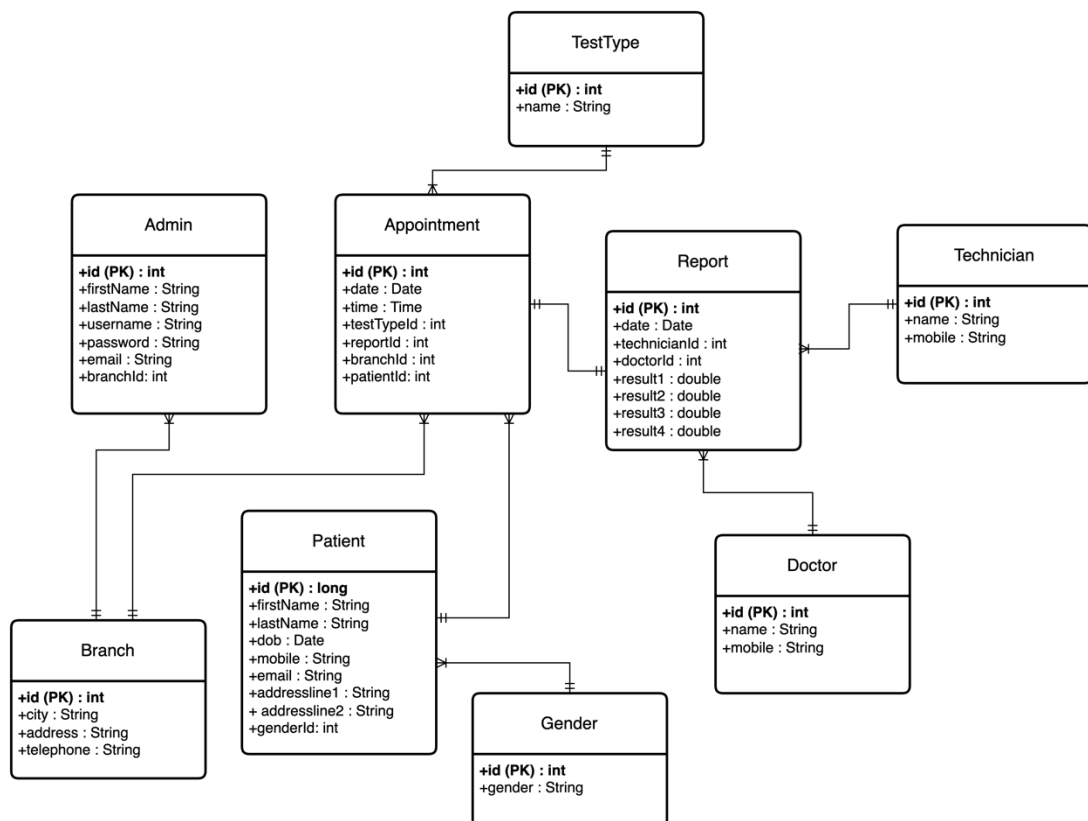 TestType
+id (PK) : int
+name : String
Admin
+id (PK) : int
+firstName : String
+lastName : String
+username : String
+password : String
+email : String
+branchId: int
Appointment
+id (PK) : int
+date : Date
+time : Time
+testTypeId : int
+reportId : int
+branchId : int
+patientId: int
Report
+id (PK) : int
+date : Date
+technicianId : int
+doctorId : int
+result1 : double
+result2 : double
+result3 : double
+result4 : double
Technician
+id (PK) : int
+name : String
+mobile : String
Patient
+id (PK) : long
+firstName : String
+lastName : String
+dob : Date
+mobile : String
+email : String
+addressline1 : String
+ addressline2 : String
+genderId: int
Doctor
+id (PK) : int
+name : String
+mobile : String
Branch
+id (PK) : int
+city : String
+address : String
+telephone : String
Gender
+id (PK) : int
+gender : String